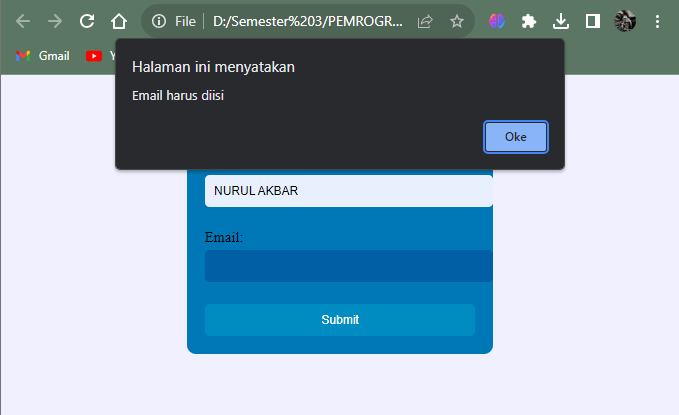 File
D:/Semester%203/PEMROGR...
Gmail
Y
Halaman ini menyatakan
Email harus diisi
Oke
NURUL AKBAR
Email:
Submit